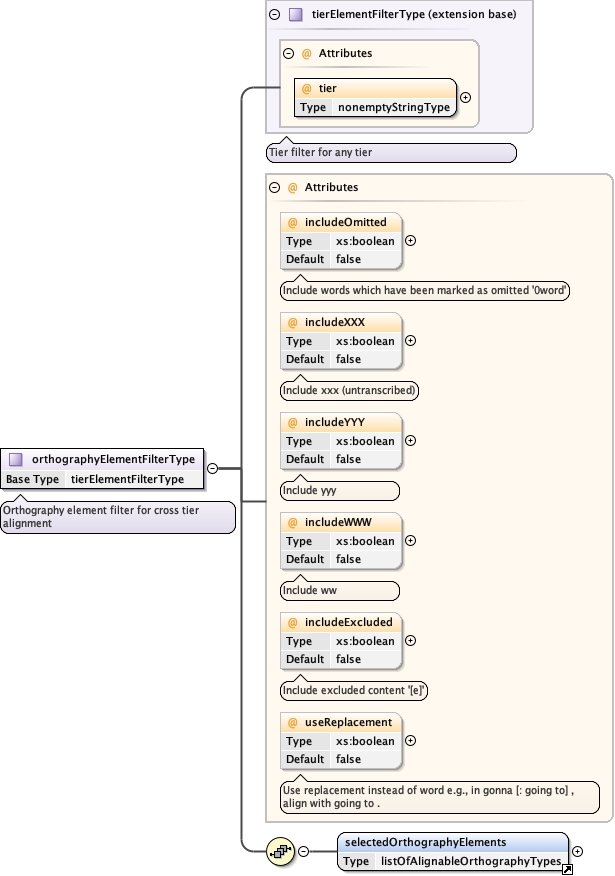 tierElementFilterType (extension base)
@ Attributes
@ tier
Type nonemptyStringType
Tier filter for any tier
@ Attributes
@ includeOmitted
Type xs:boolean
Default false
Include words which have been marked as omitted '0word'
@ includeXXX
Type xs:boolean
Default false
Include xxx (untranscribed)
@ includeYYY
Type xs:boolean
Default false
Include yyy
orthographyElementFilterType
Base Type tierElementFilterType
Orthography element filter for cross tier
alignment
@ includeWWW
Type xs:boolean
Default false
Include ww
@ includeExcluded
Type xs:boolean
Default false
Include excluded content '[e]'
@ useReplacement
Type xs:boolean
Default false
Use replacement instead of word e.g., in gonna [: going to] ,
align with going to .
selectedOrthographyElements
Type listOfAlignableOrthographyTypes